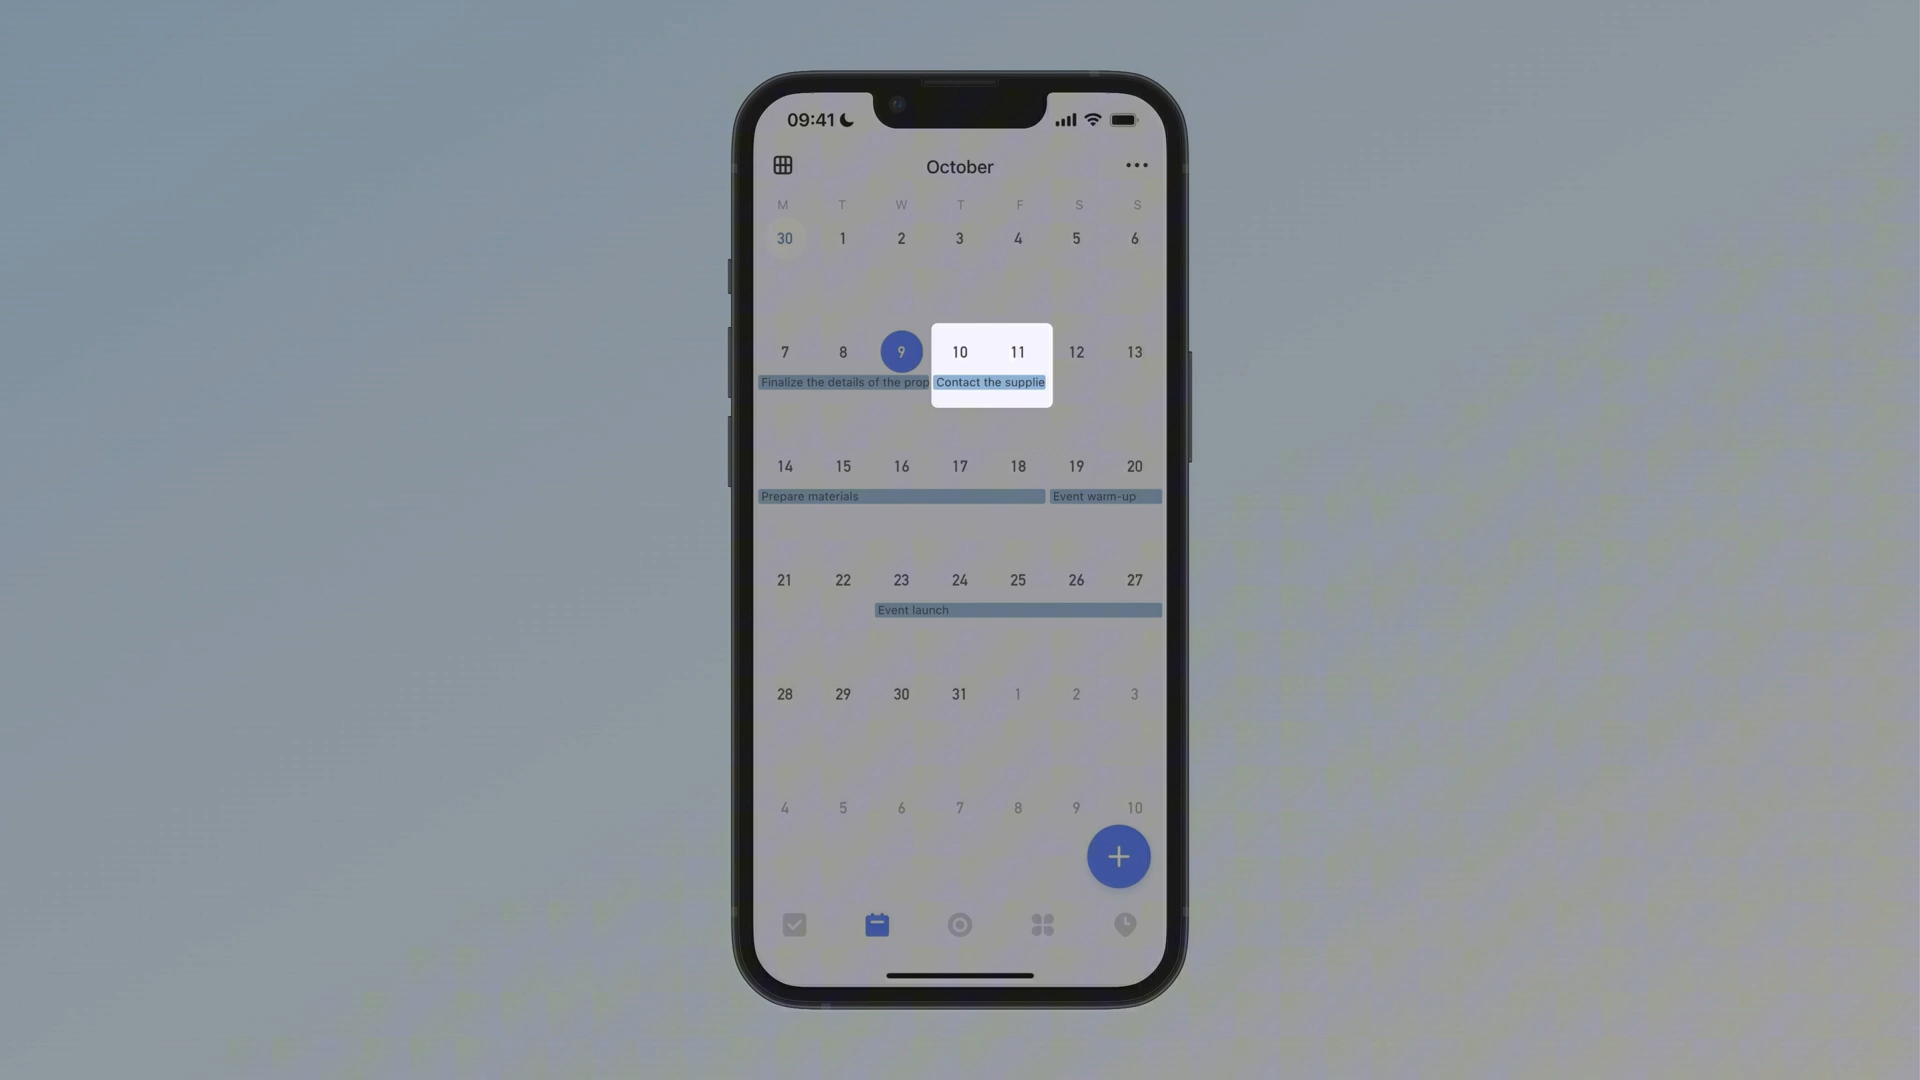 09:41
October
M T W T F S S
30 1 2 3 4 5 6
7 8 9 10 11 12 13
Finalize the details of the prop Contact the supplie
14 15 16 17 18 19 20
Prepare materials Event warm-up
21 22 23 24 25 26 27
Event launch
28 29 30 31 1 2 3
4 5 6 7 8 9 10